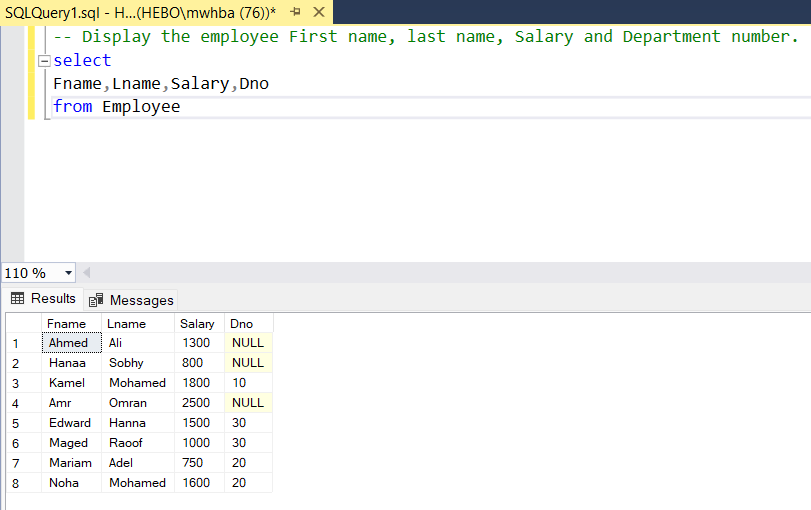 SQLQuery1.sql - H...(HEBO\mwhba (76))*
-- Display the employee First name, last name, Salary and Department number.
select
Fname,Lname,Salary,Dno
from Employee
110 %
Results Messages
Fname Lname Salary Dno
1 Ahmed Ali 1300 NULL
2 Hanaa Sobhy 800 NULL
3 Kamel Mohamed 1800 10
4 Amr Omran 2500 NULL
5 Edward Hanna 1500 30
6 Maged Raoof 1000 30
7 Mariam Adel 750 20
8 Noha Mohamed 1600 20